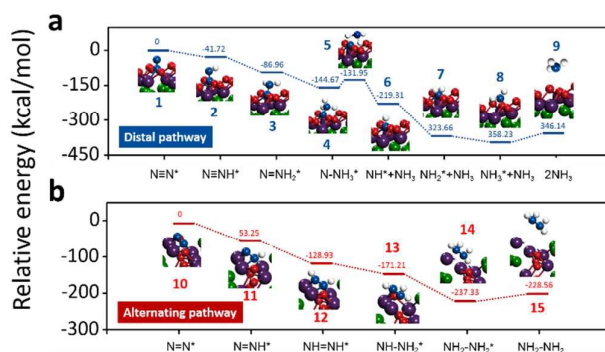 a
Relative energy (kcal/mol)
0
-150
-300
-450
0
-41.72
-86.96
-144.67
-131.95
-219.31
323.66
358.23
346.14
1
2
3
4
5
6
7
8
9
Distal pathway
N≡N*
N≡NH*
N=NH₂*
N-NH₃*
NH*+NH₃
NH₂*+NH₃
NH₃*+NH₃
2NH₃
b
0
-100
-200
-300
0
53.25
-128.93
-171.21
-237.33
-228.56
10
11
12
13
14
15
Alternating pathway
N=N*
N=NH*
NH=NH*
NH-NH₂*
NH₂-NH₂*
NH₂-NH₂